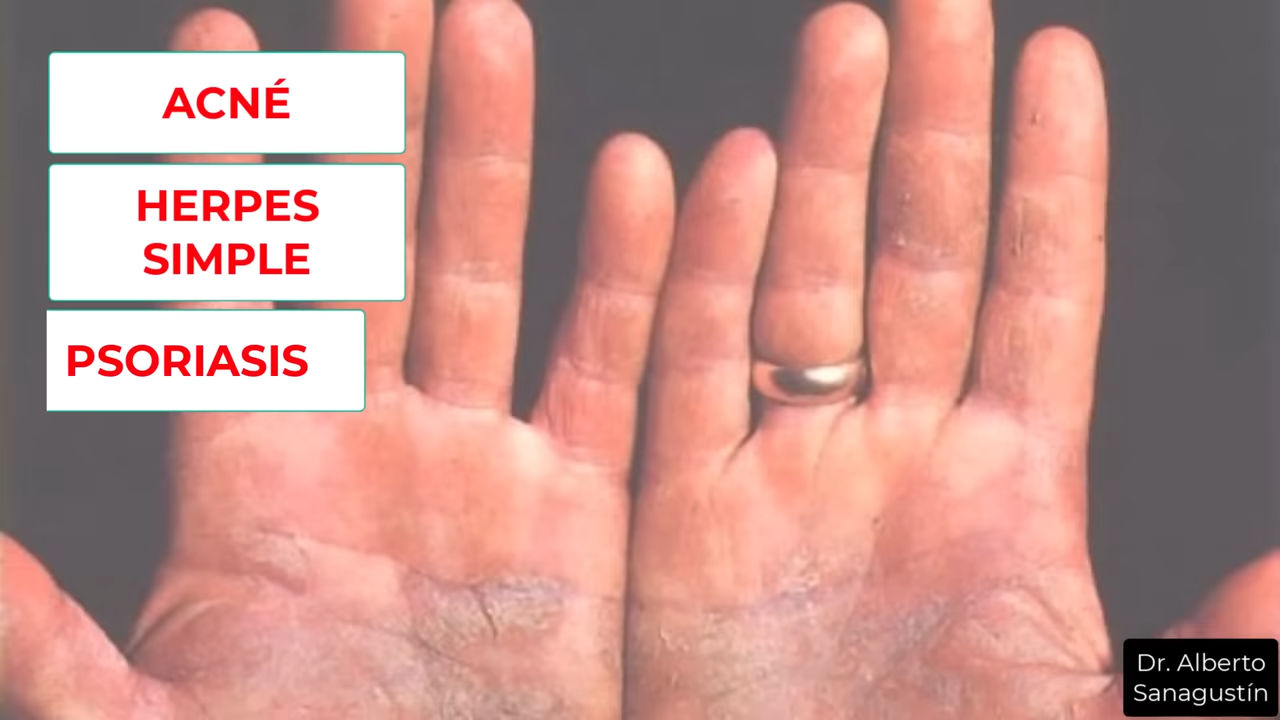 ACNÉ
HERPES
SIMPLE
PSORIASIS
Dr. Alberto
Sanagustín